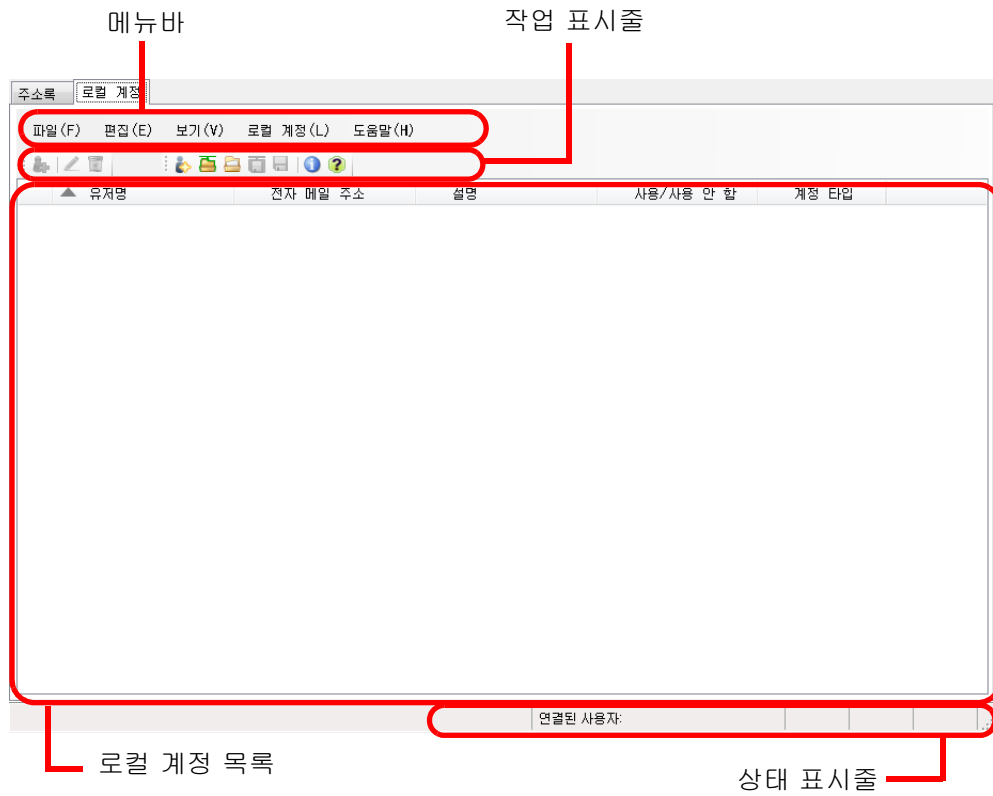 메뉴바
작업 표시줄
주소록
로컬 계정
파일(F) 편집(E) 보기(V) 로컬 계정(L) 도움말(H)
유저명 전자 메일 주소 설명 사용/사용 안 함 계정 타입
연결된 사용자:
로컬 계정 목록
상태 표시줄